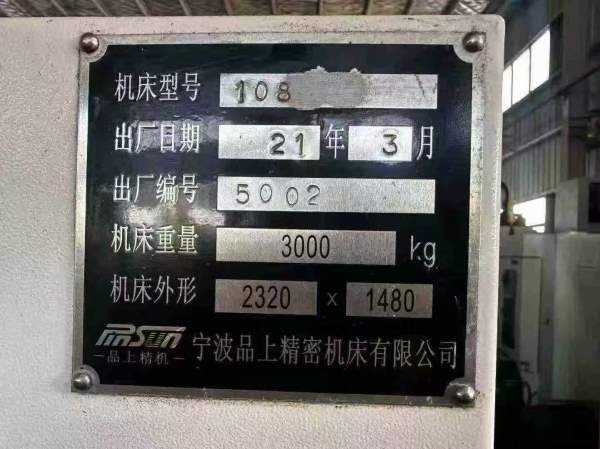 机床型号 108
出厂日期 21 年 3 月
出厂编号 5002
机床重量 3000 kg
机床外形 2320 x 1480
品上精机
宁波品上精密机床有限公司